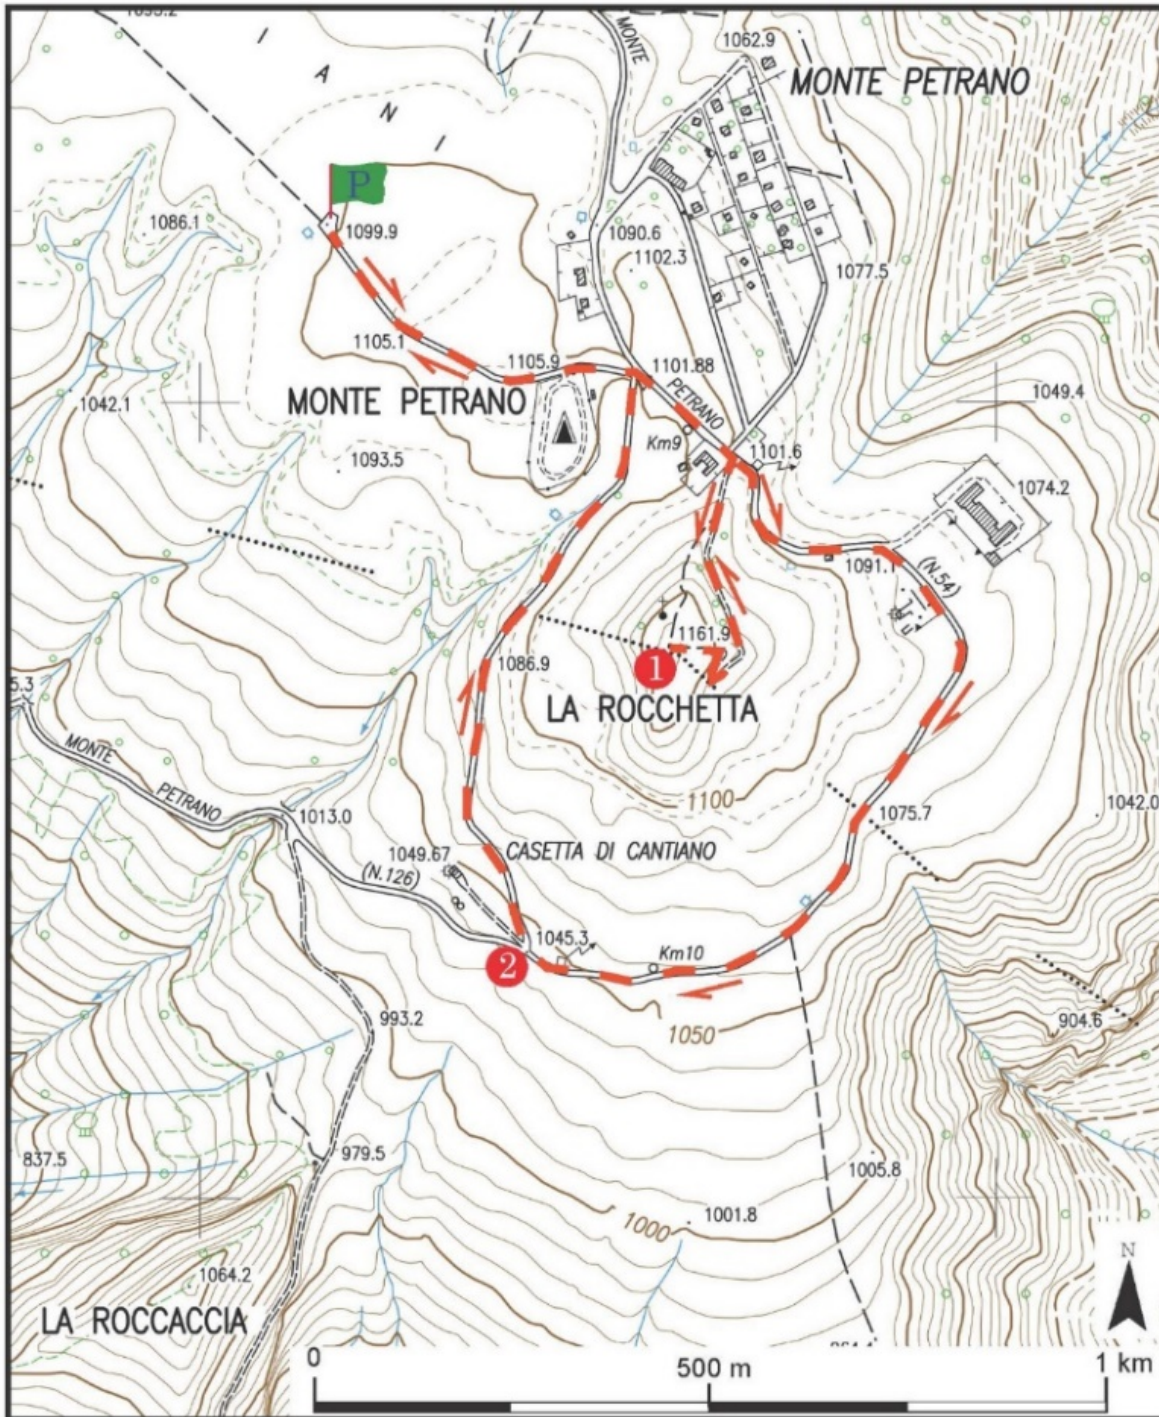 MONTE
1062.9
MONTE PETRANO
I
A
N
I
P
1086.1
1099.9
1090.6
1102.3
1077.5
1105.1
1105.9
1101.88
MONTE PETRANO
PETRANO
1042.1
1049.4
Km9
1101.6
1093.5
1074.2
1091.1
(N.54)
1161.9
1
1086.9
5.3
LA ROCCHETTA
MONTE
PETRANO
1100
1013.0
1075.7
1042.0
CASETTA DI CANTIANO
1049.67
(N.126)
1045.3
Km10
2
993.2
1050
904.6
837.5
979.5
1005.8
1000
1001.8
1064.2
N
LA ROCCACCIA
0
500 m
1 km